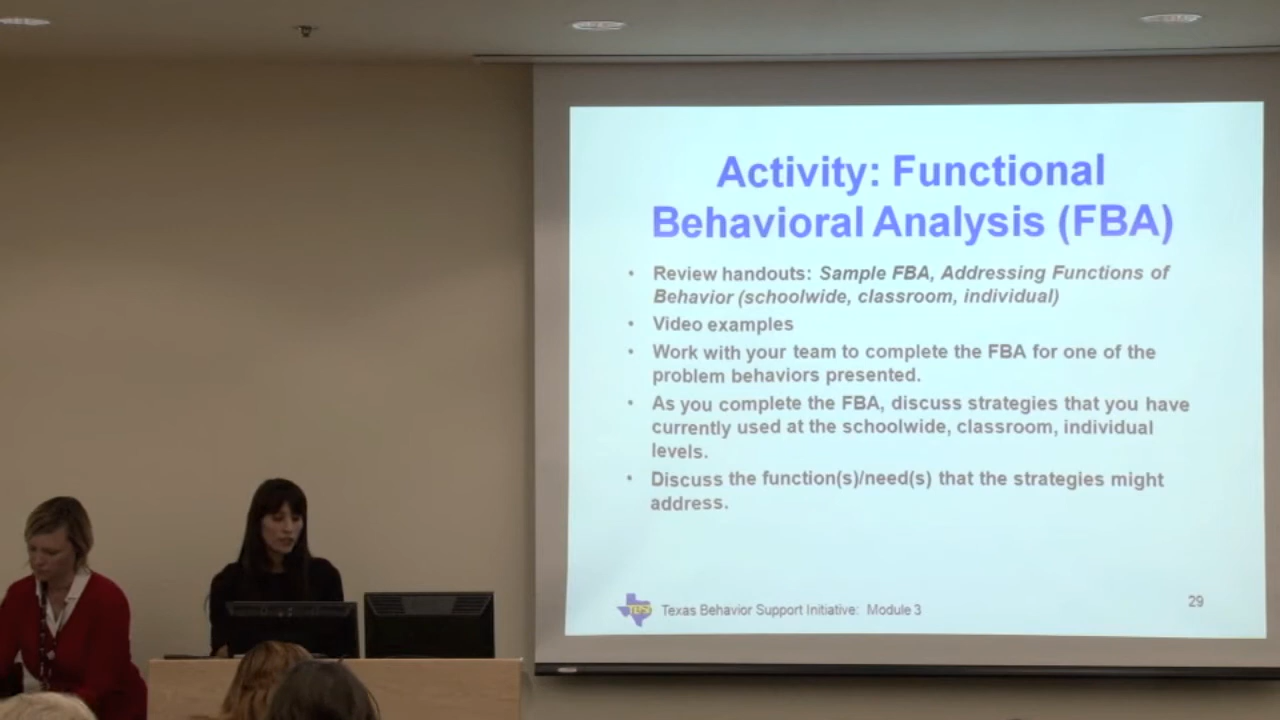 Activity: Functional
Behavioral Analysis (FBA)
• Review handouts: Sample FBA, Addressing Functions of
Behavior (schoolwide, classroom, individual)
• Video examples
• Work with your team to complete the FBA for one of the
problem behaviors presented.
• As you complete the FBA, discuss strategies that you have
currently used at the schoolwide, classroom, individual
levels.
• Discuss the function(s)/need(s) that the strategies might
address.
TBSI Texas Behavior Support Initiative: Module 3
29